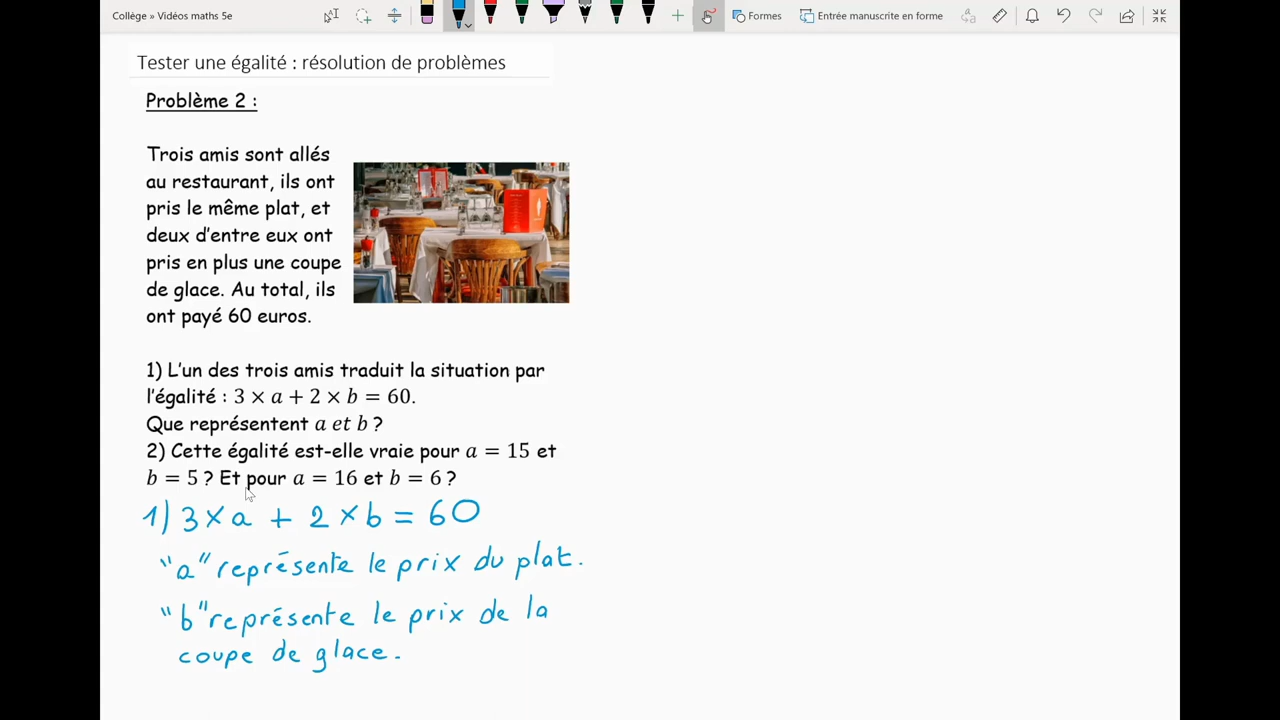 Collège » Vidéos maths 5e
Formes
Entrée manuscrite en forme
Tester une égalité : résolution de problèmes
Problème 2 :
Trois amis sont allés
au restaurant, ils ont
pris le même plat, et
deux d'entre eux ont
pris en plus une coupe
de glace. Au total, ils
ont payé 60 euros.
1) L'un des trois amis traduit la situation par
l'égalité : 3 × a + 2 × b = 60.
Que représentent a et b ?
2) Cette égalité est-elle vraie pour a = 15 et
b = 5 ? Et pour a = 16 et b = 6 ?
1) 3 × a + 2 × b = 60
"a" représente le prix du plat.
"b" représente le prix de la
coupe de glace.